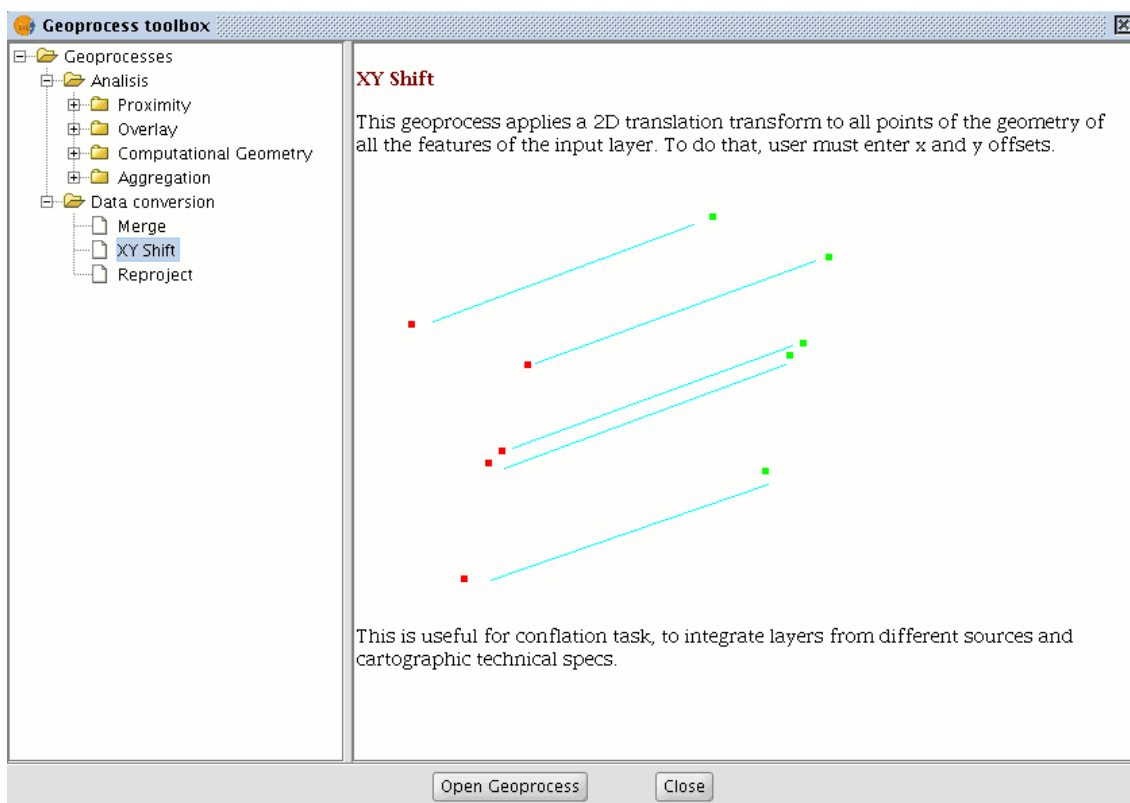 Geoprocess toolbox
Geoprocesses
Analisis
Proximity
Overlay
Computational Geometry
Aggregation
Data conversion
Merge
XY Shift
Reproject
XY Shift
This geoprocess applies a 2D translation transform to all points of the geometry of
all the features of the input layer. To do that, user must enter x and y offsets.
This is useful for conflation task, to integrate layers from different sources and
cartographic technical specs.
Open Geoprocess
Close